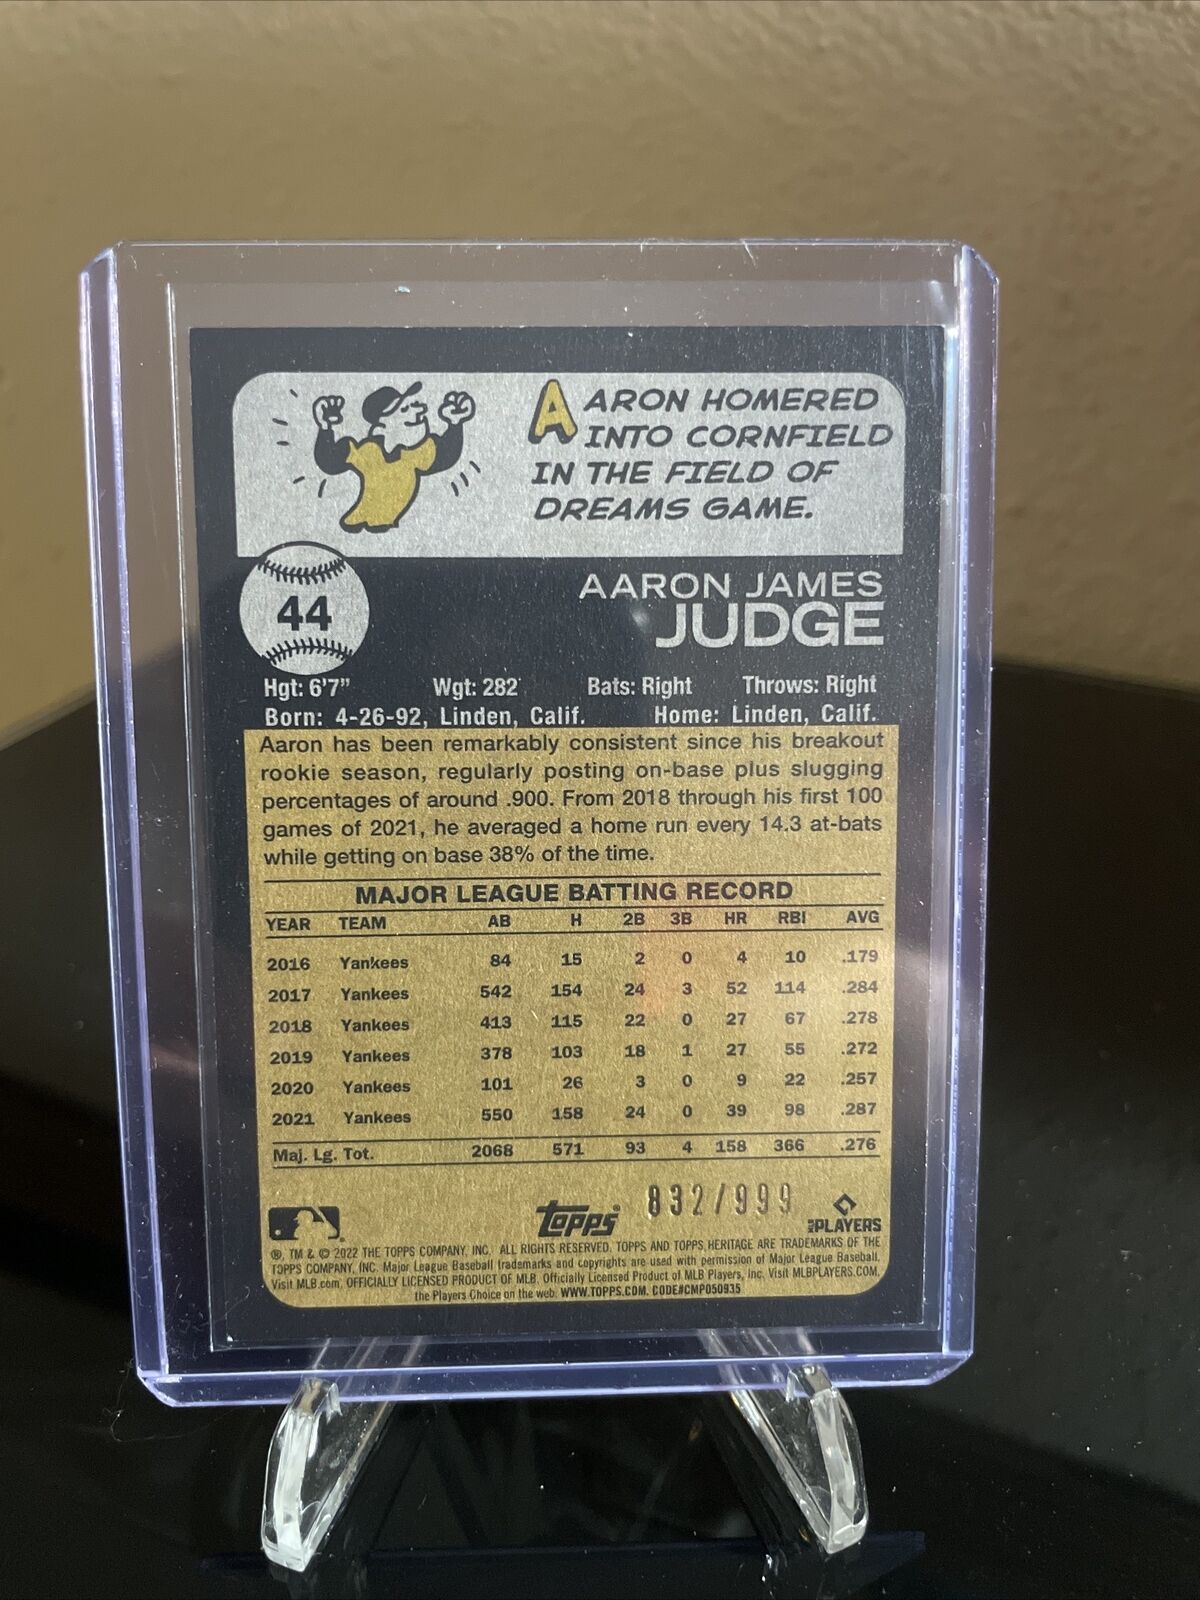 AARON HOMERED
INTO CORNFIELD
IN THE FIELD OF
DREAMS GAME.
44
AARON JAMES
JUDGE
Hgt: 6'7" Wgt: 282 Bats: Right Throws: Right
Born: 4-26-92, Linden, Calif. Home: Linden, Calif.
Aaron has been remarkably consistent since his breakout
rookie season, regularly posting on-base plus slugging
percentages of around .900. From 2018 through his first 100
games of 2021, he averaged a home run every 14.3 at-bats
while getting on base 38% of the time.
MAJOR LEAGUE BATTING RECORD
YEAR TEAM AB H 2B 3B HR RBI AVG
2016 Yankees 84 15 2 0 4 10 .179
2017 Yankees 542 154 24 3 52 114 .284
2018 Yankees 413 115 22 0 27 67 .278
2019 Yankees 378 103 18 1 27 55 .272
2020 Yankees 101 26 3 0 9 22 .257
2021 Yankees 550 158 24 0 39 98 .287
Maj. Lg. Tot. 2068 571 93 4 158 366 .276
Topps 832/999 MLB PLAYERS
®, TM & © 2022 THE TOPPS COMPANY, INC. ALL RIGHTS RESERVED. TOPPS AND TOPPS HERITAGE ARE TRADEMARKS OF THE
TOPPS COMPANY, INC. Major League Baseball trademarks and copyrights are used with permission of Major League Baseball.
Visit MLB.com. OFFICIALLY LICENSED PRODUCT OF MLB. Officially Licensed Product of MLB Players, Inc. Visit MLBPLAYERS.COM,
the Players Choice on the web. WWW.TOPPS.COM. CODE#CMP050935